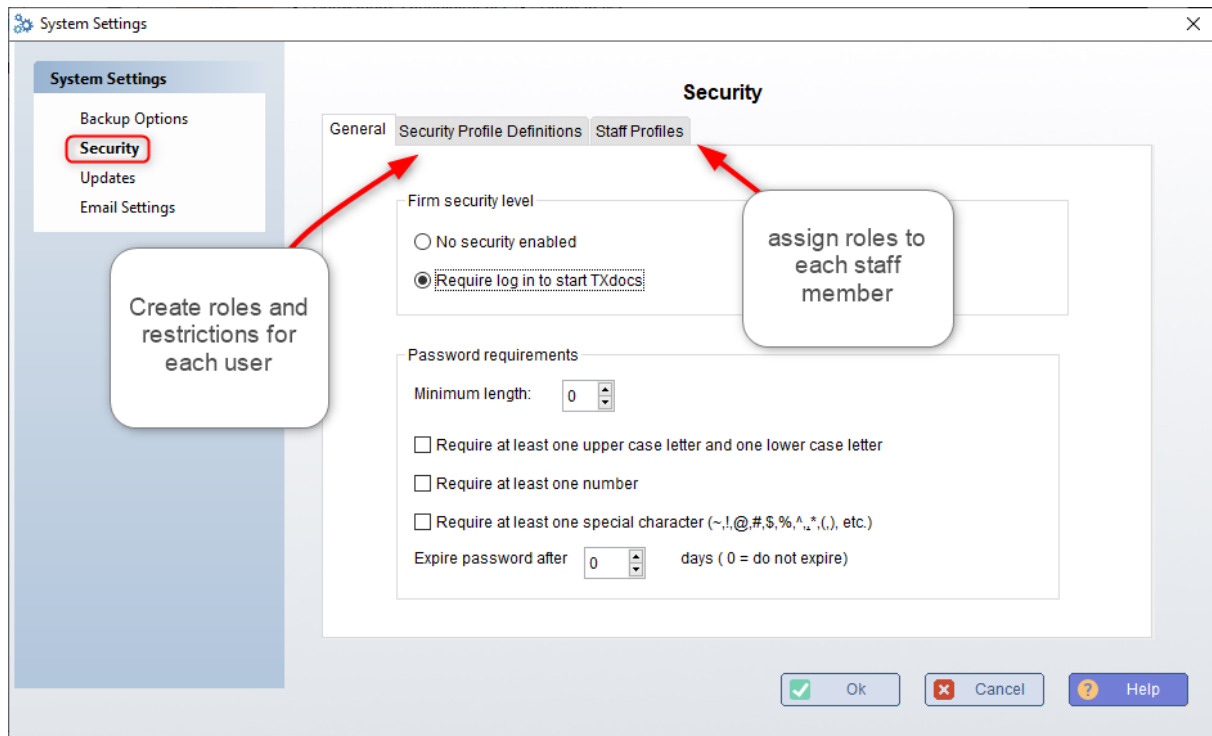 System Settings
System Settings
Backup Options
Security
Updates
Email Settings
Security
General
Security Profile Definitions
Staff Profiles
Firm security level
No security enabled
Require log in to start TXdocs
Create roles and
restrictions for
each user
assign roles to
each staff
member
Password requirements
Minimum length:
0
Require at least one upper case letter and one lower case letter
Require at least one number
Require at least one special character (~,!,@,#,$,%,^,,*,(,), etc.)
Expire password after
0
days ( 0 = do not expire)
Ok
Cancel
? Help